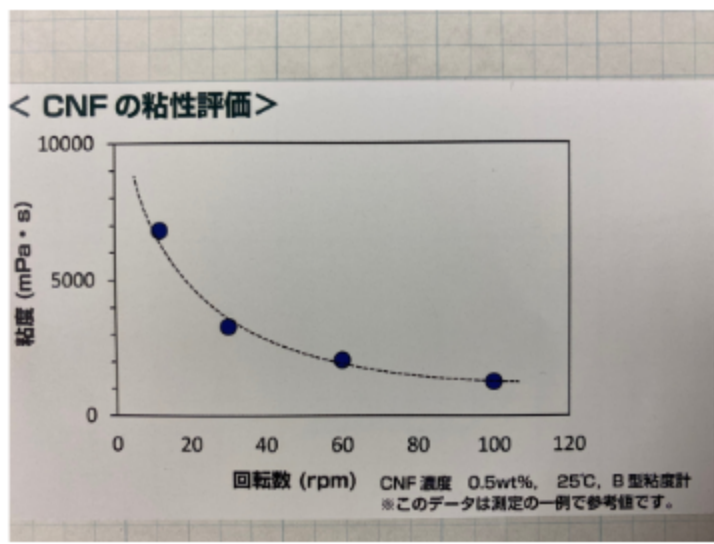 < CNF の粘性評価>
10000
5000
0
粘度 (mPa・s)
0 20 40 60 80 100 120
回転数 (rpm)
CNF 濃度 0.5wt%, 25℃, B 型粘度計
※このデータは測定の一例で参考値です。